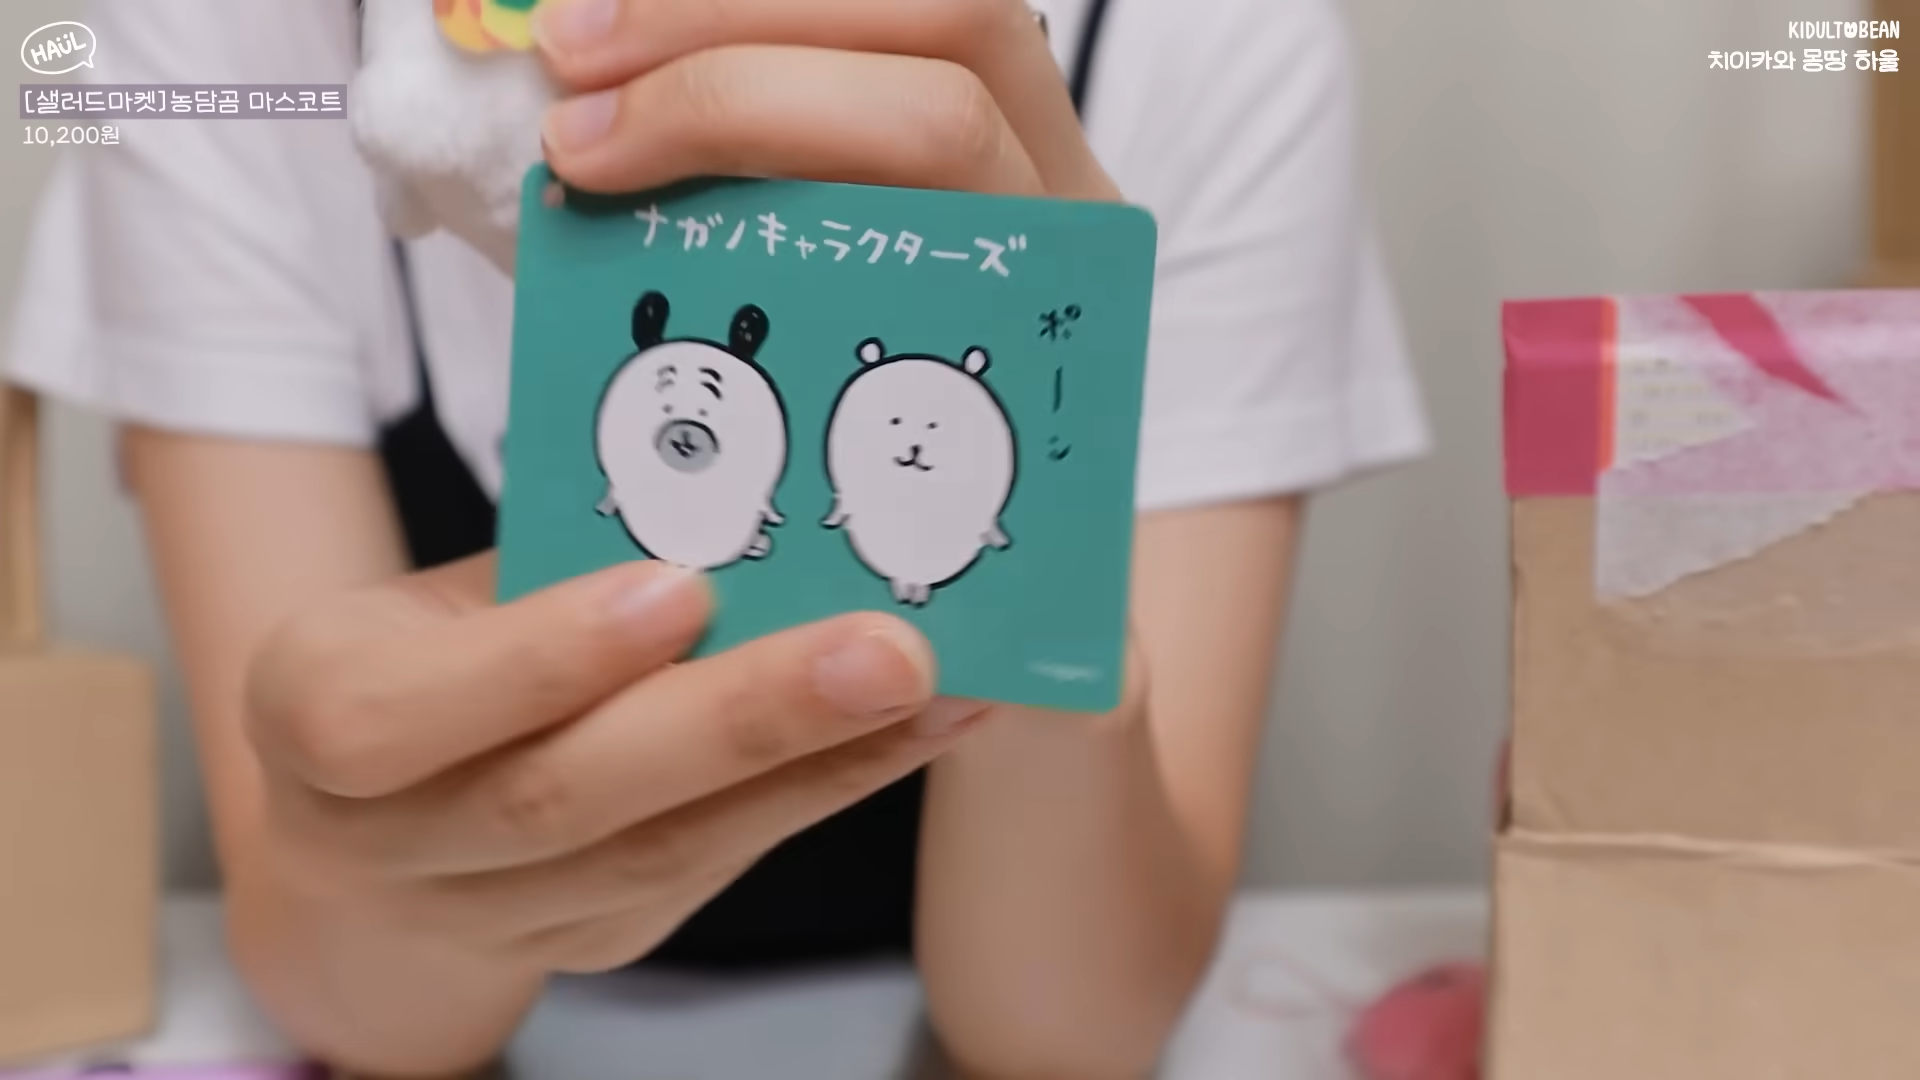 HAUL
[샐러드마켓]농담곰 마스코트
10,200원
KIDULT BEAN
치이카와 몽땅 하울
ナガノキャラクターズ
ポーン